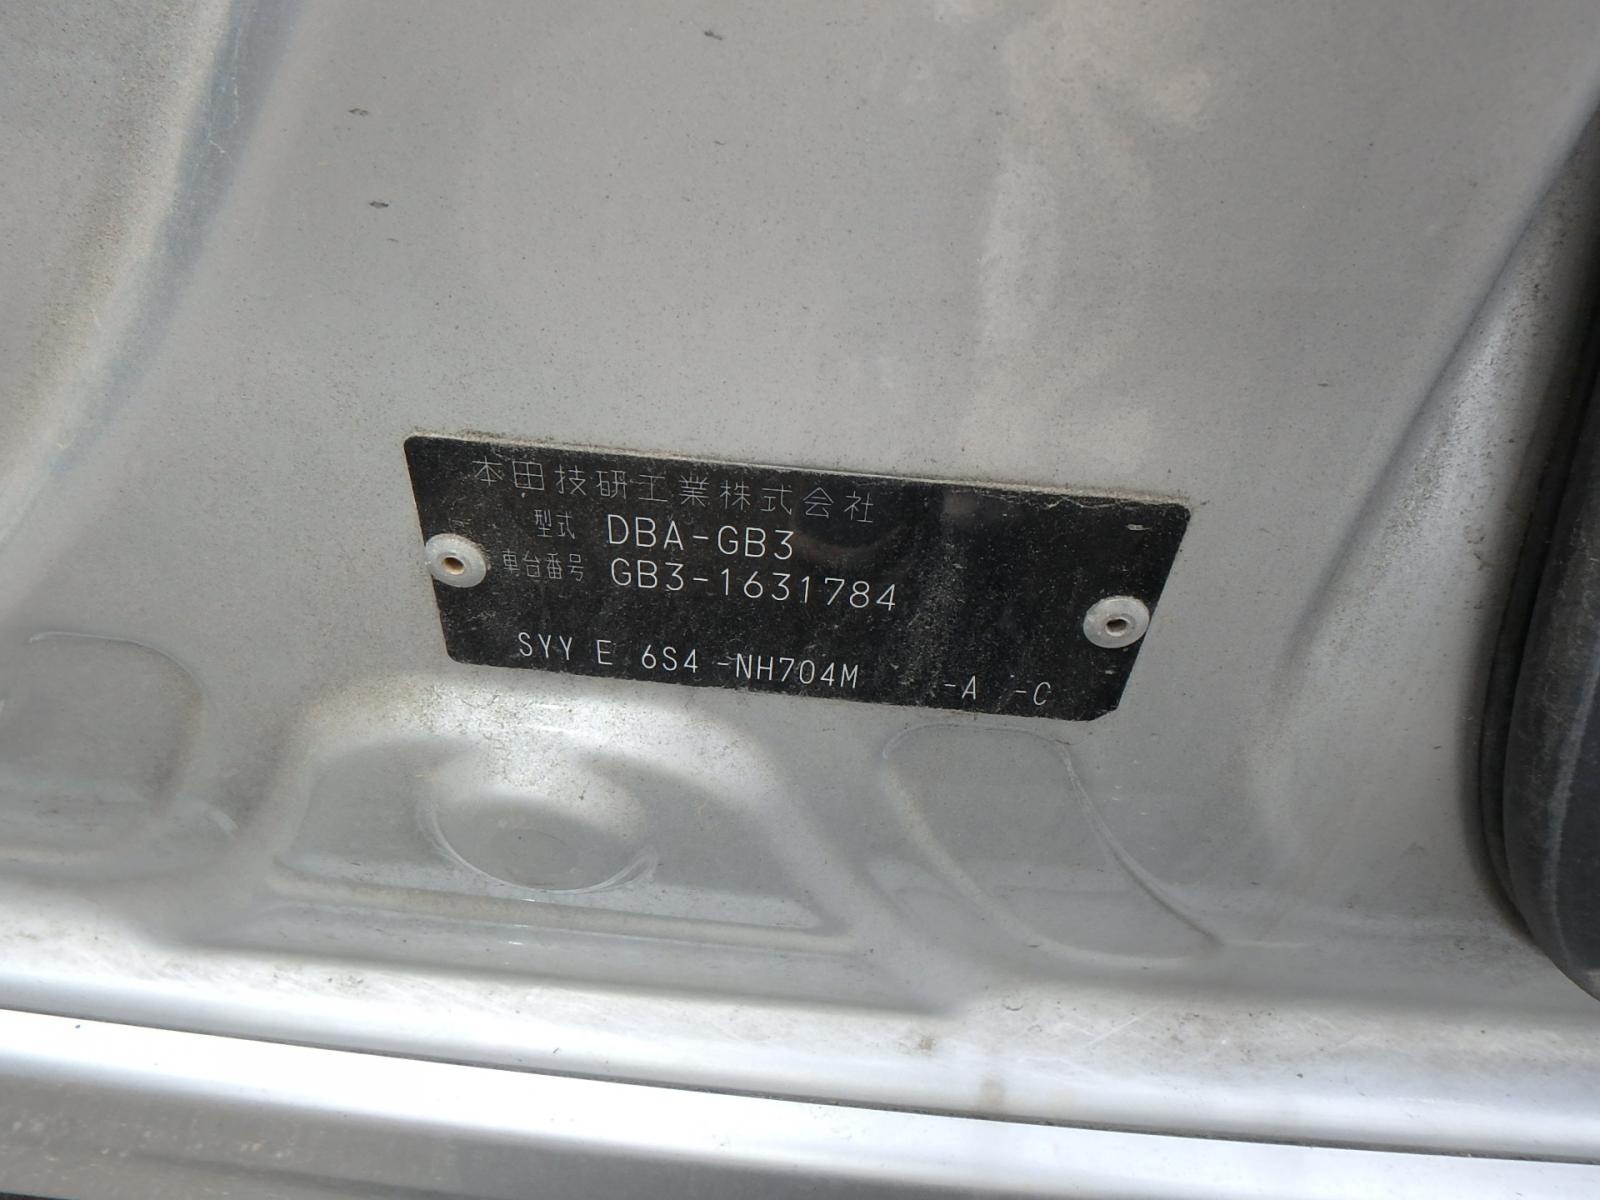 本田技研工業株式会社
型式 DBA-GB3
車台番号 GB3-1631784
SYY E 6S4 -NH704M -A -C